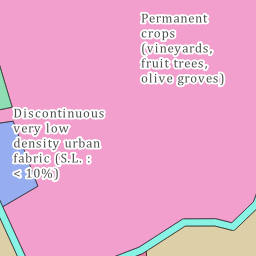 Permanent
crops
(vineyards,
fruit trees,
olive groves)
Discontinuous
very low
density urban
fabric (S.L. :
< 10%)